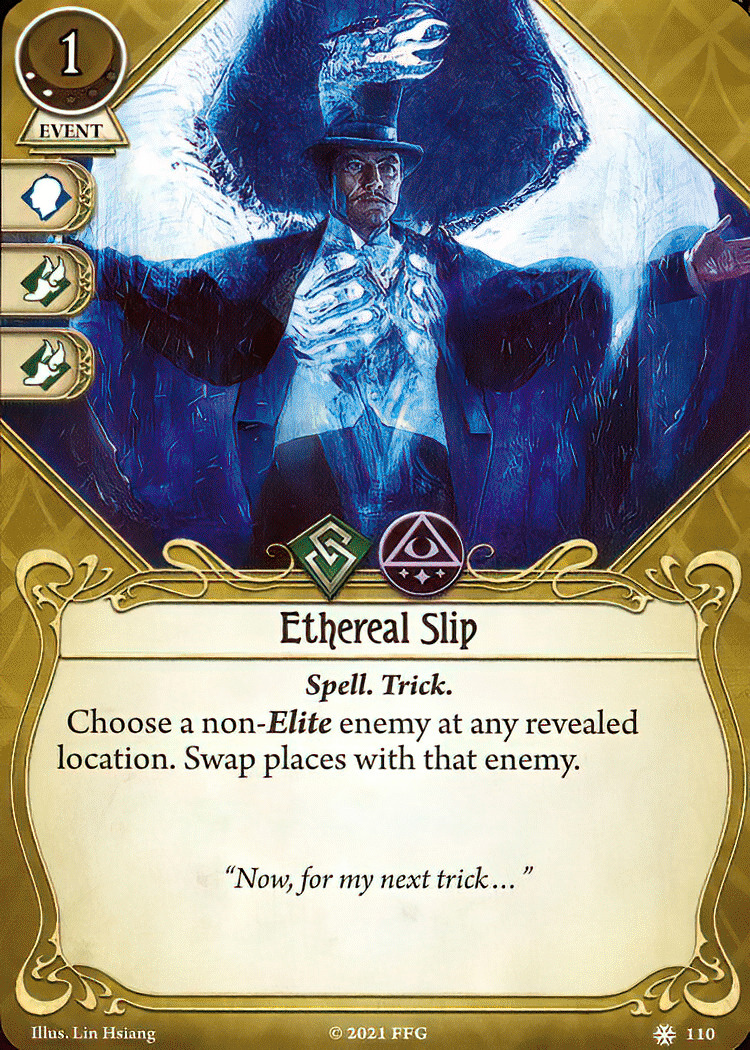 1
EVENT
Ethereal Slip
Spell. Trick.
Choose a non-Elite enemy at any revealed
location. Swap places with that enemy.
“Now, for my next trick… ”
Illus. Lin Hsiang
© 2021 FFG
110